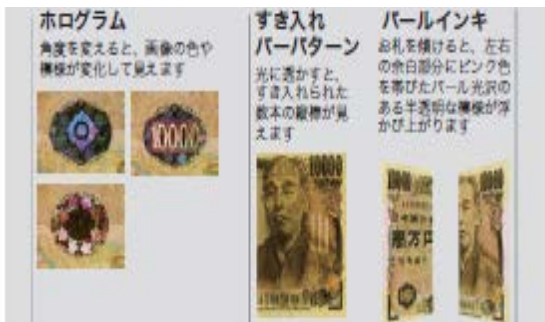 ホログラム
角度を変えると、画像の色や
模様が変化して見えます
10000
すき入れ
バーパターン
光に透かすと、
すき入れられた
数本の縦棒が見
えます
10000
パールインキ
お札を傾けると、左右
の余白部分にピンク色
を帯びたパール光沢の
ある半透明な模様が浮
かび上がります
10000
壱万円